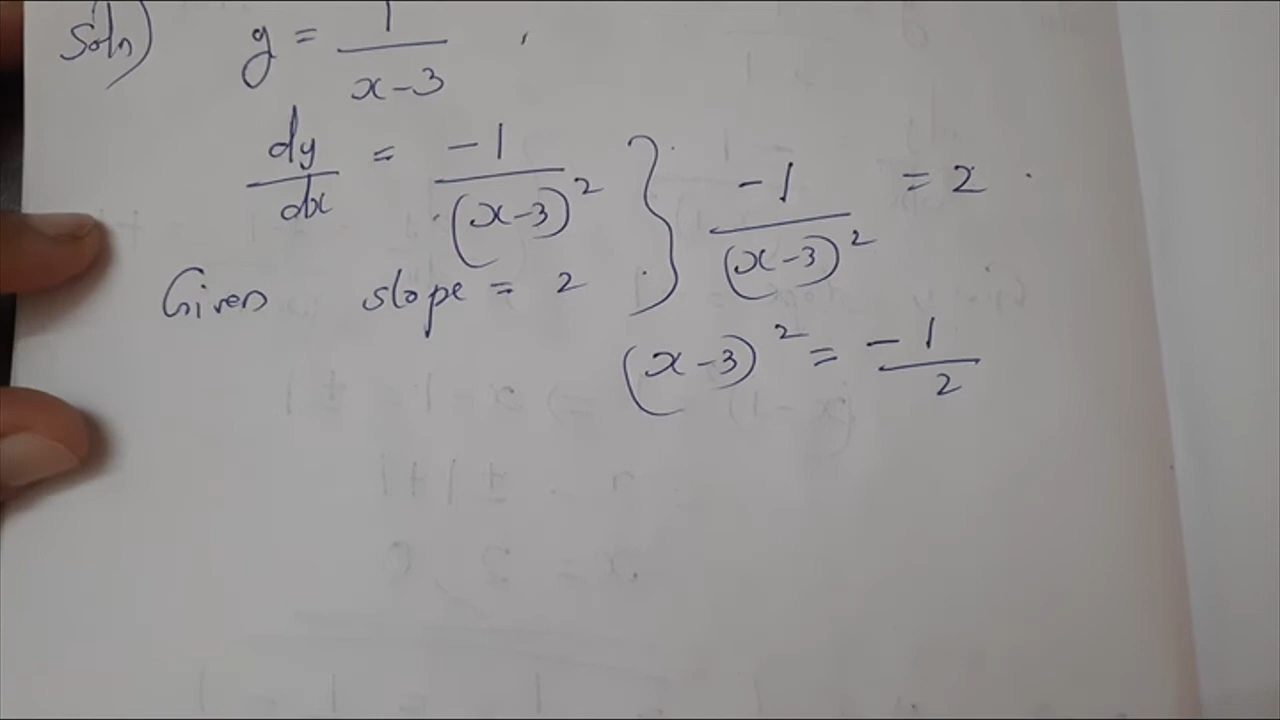 Soln) y = 1/(x-3) ,
dy/dx = -1/(x-3)² } -1/(x-3)² = 2 .
Given slope = 2
(x-3)² = -1/2